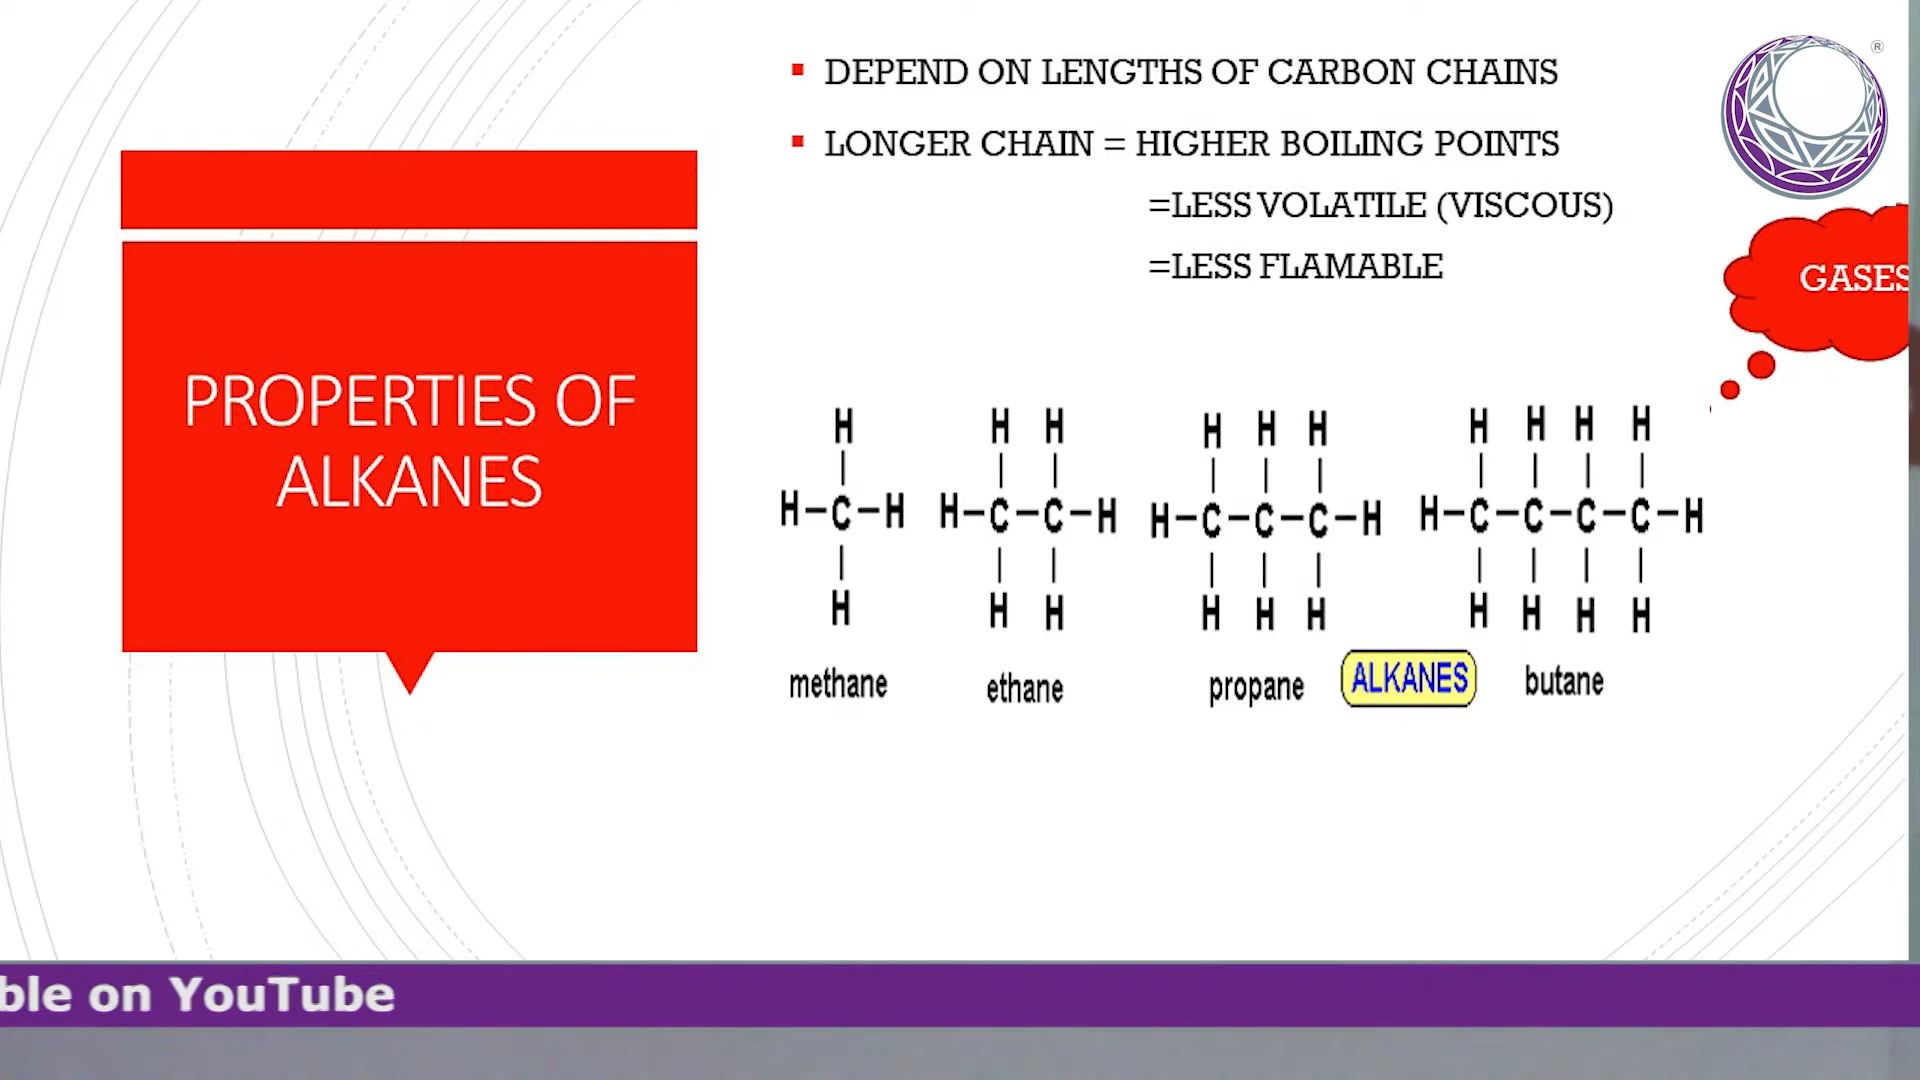 PROPERTIES OF
ALKANES
DEPEND ON LENGTHS OF CARBON CHAINS
LONGER CHAIN = HIGHER BOILING POINTS
=LESS VOLATILE (VISCOUS)
=LESS FLAMABLE
®
GASES
H H H H H H H H H H
H-C-H H-C-C-H H-C-C-C-H H-C-C-C-C-H
H H H H H H H H H H
methane ethane propane ALKANES butane
ble on YouTube